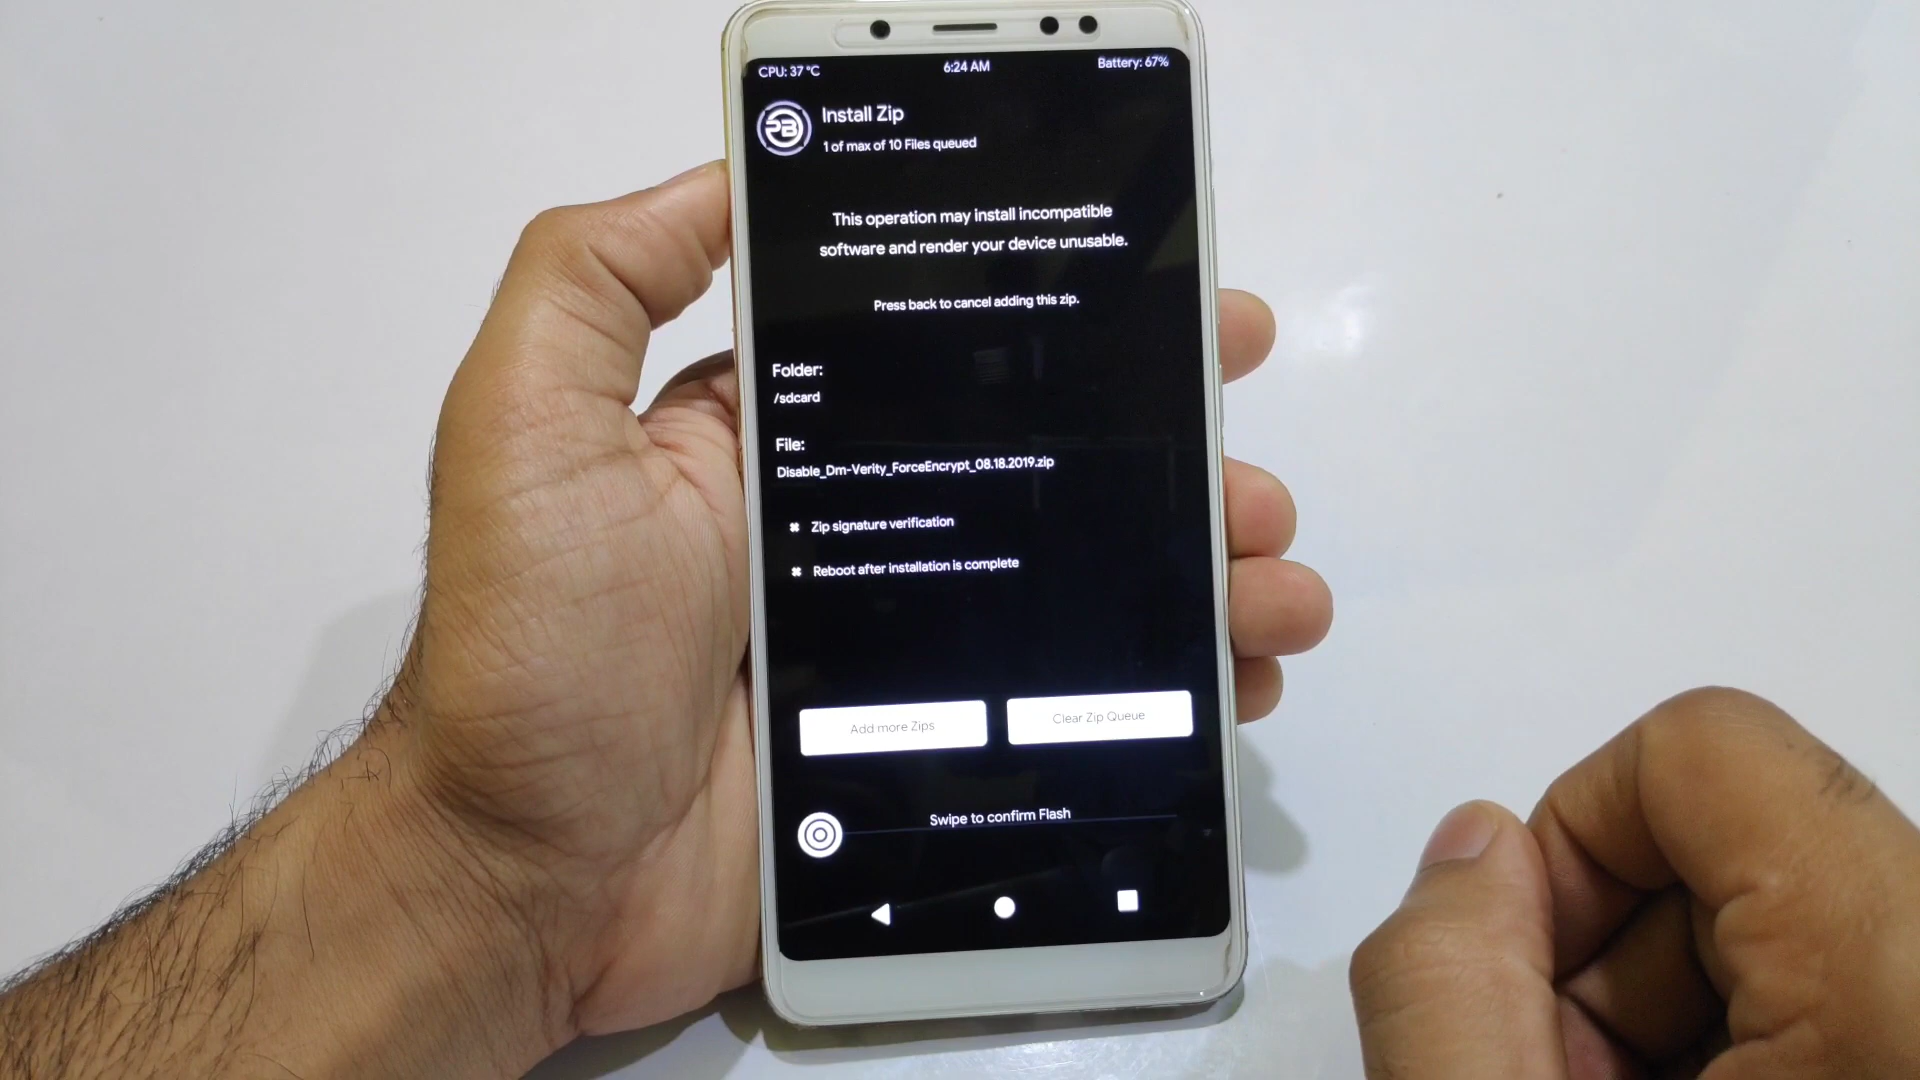 CPU: 37 °C
6:24 AM
Battery: 67%
PB
Install Zip
1 of max of 10 Files queued
This operation may install incompatible
software and render your device unusable.
Press back to cancel adding this zip.
Folder:
/sdcard
File:
Disable_Dm-Verity_ForceEncrypt_08.18.2019.zip
Zip signature verification
Reboot after installation is complete
Add more Zips
Clear Zip Queue
Swipe to confirm Flash